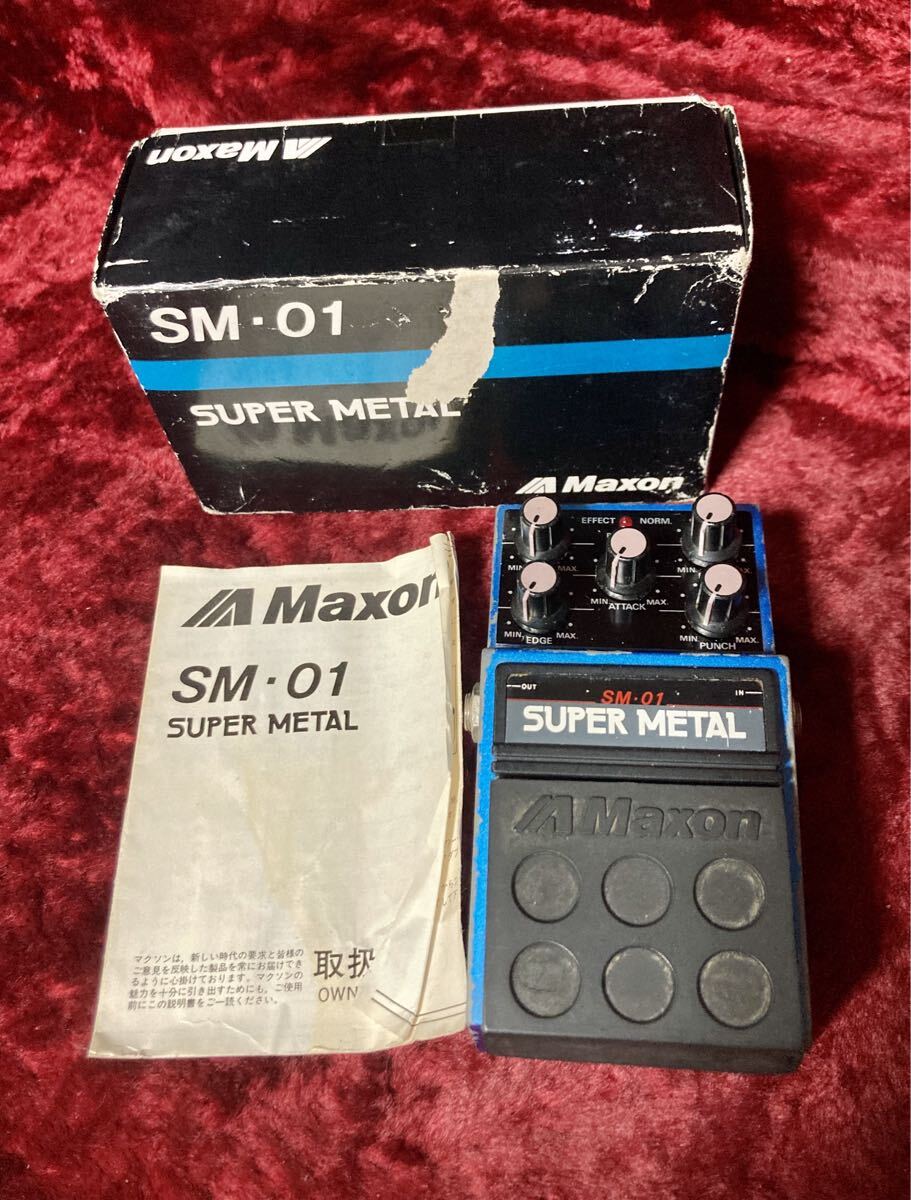 Maxon
SM・01
SUPER METAL
Maxon
Maxon
SM・01
SUPER METAL
マクソンは、新しい時代の要求と皆様の
ご意見を反映した製品を常にお届けでき
るように心掛けております。マクソンの
魅力を十分に引き出すためにも、ご使用
前にこの説明書をご一読ください。
取扱
OWN
EFFECT NORM.
MIN. MAX. MIN. MAX.
MIN. ATTACK MAX.
MIN. EDGE MAX. MIN. PUNCH MAX.
OUT IN
SM・01
SUPER METAL
Maxon